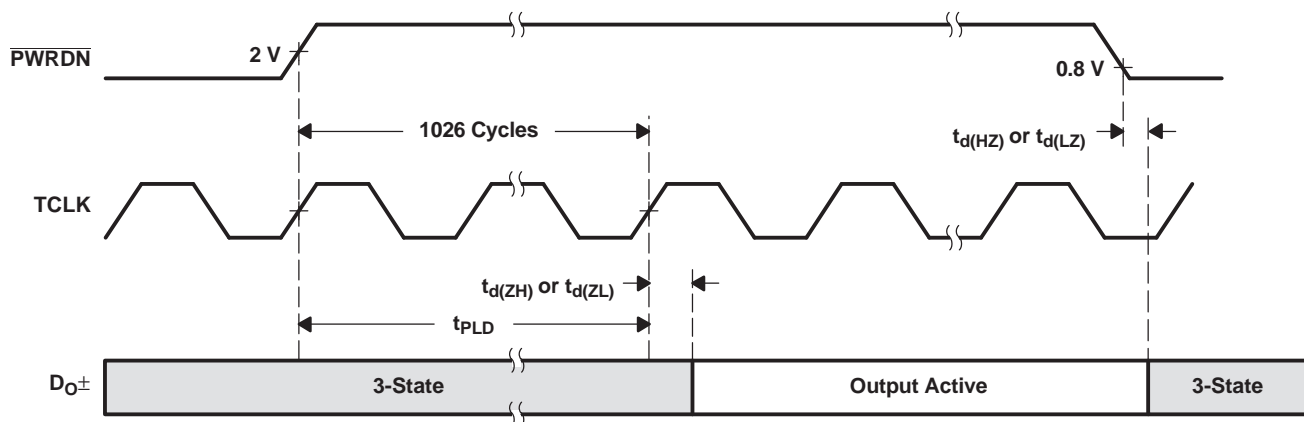 PWRDN
2 V
0.8 V
1026 Cycles
td(HZ) or td(LZ)
TCLK
td(ZH) or td(ZL)
tPLD
DO±
3-State
Output Active
3-State